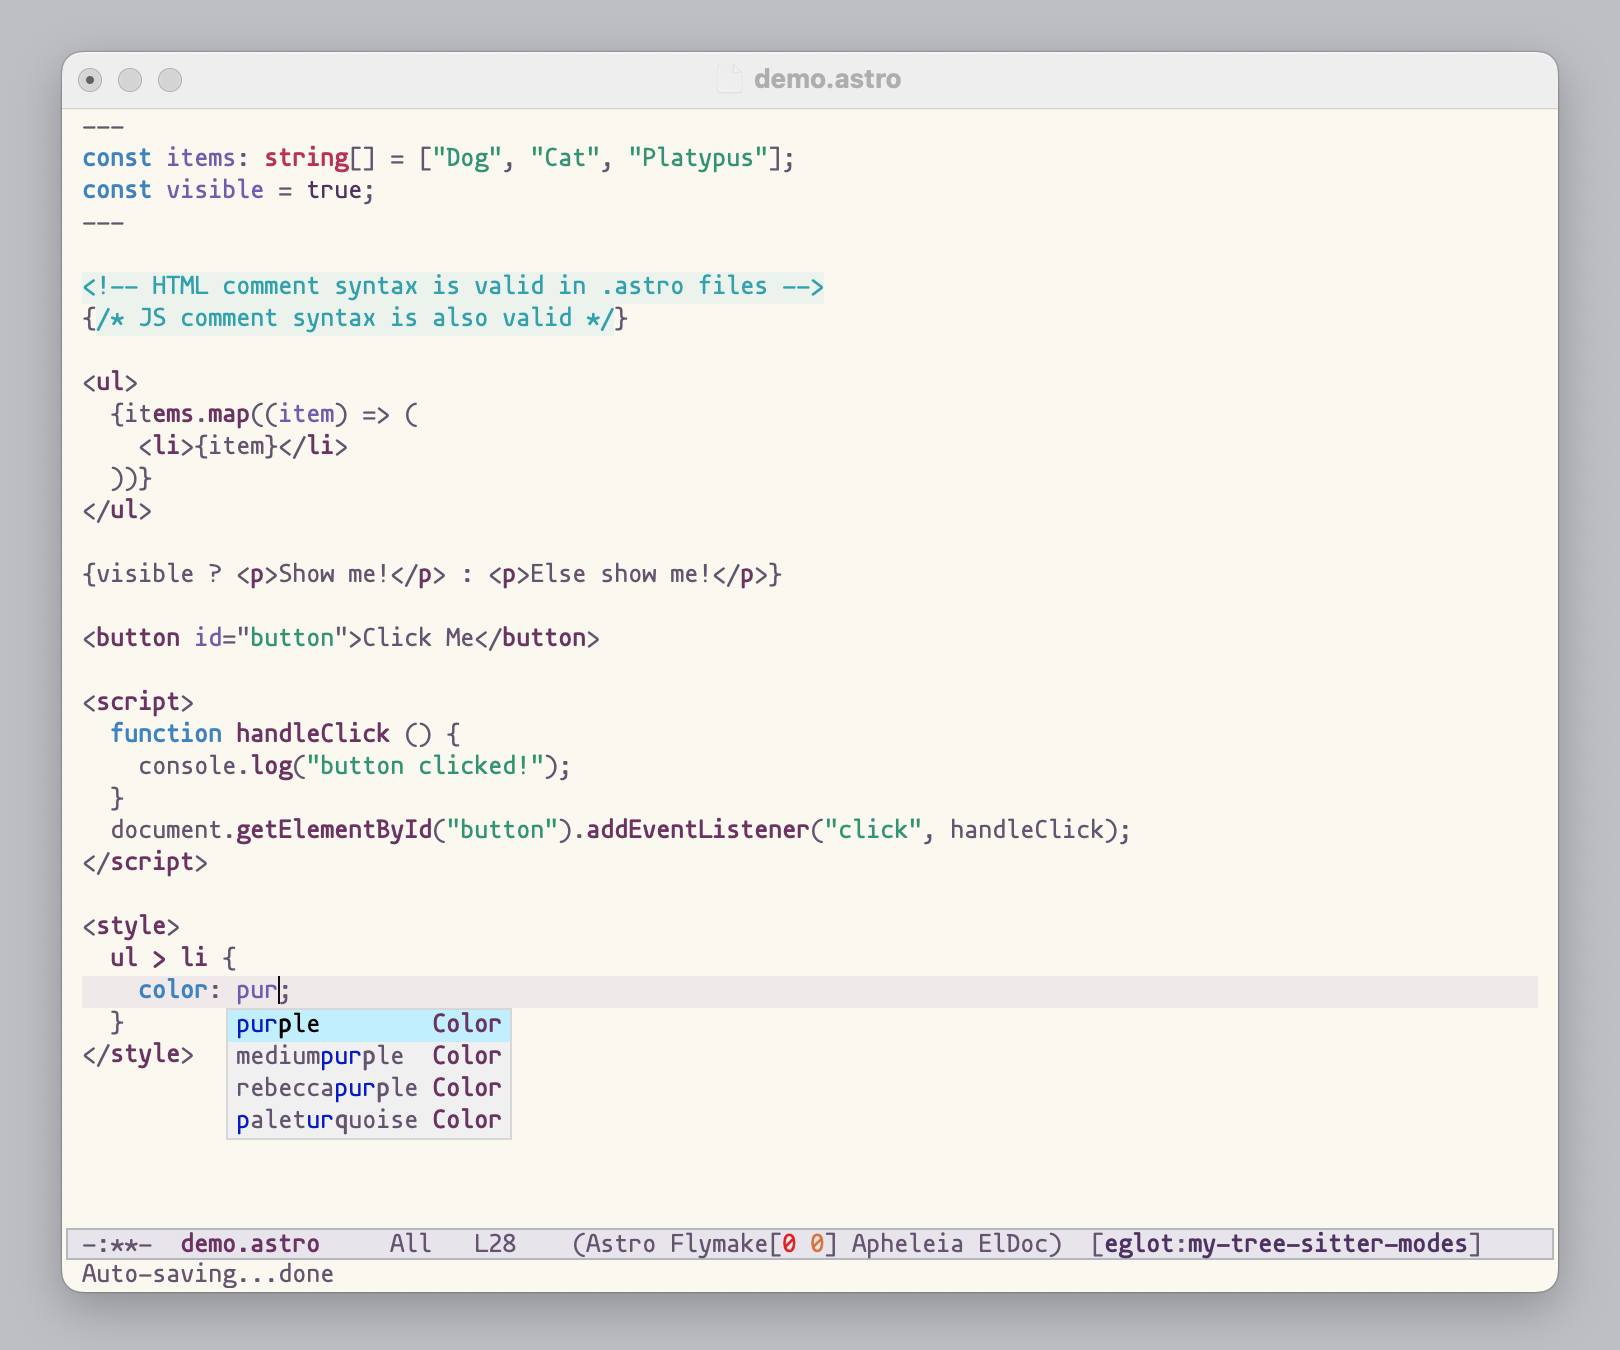 demo.astro
---
const items: string[] = ["Dog", "Cat", "Platypus"];
const visible = true;
---
<!-- HTML comment syntax is valid in .astro files -->
{/* JS comment syntax is also valid */}
<ul>
  {items.map((item) => (
    <li>{item}</li>
  ))}
</ul>
{visible ? <p>Show me!</p> : <p>Else show me!</p>}
<button id="button">Click Me</button>
<script>
  function handleClick () {
    console.log("button clicked!");
  }
  document.getElementById("button").addEventListener("click", handleClick);
</script>
<style>
  ul > li {
    color: pur;
  }
</style>
purple Color
mediumpurple Color
rebeccapurple Color
paleturquoise Color
-:**-  demo.astro     All   L28    (Astro Flymake[0 0] Apheleia ElDoc)  [eglot:my-tree-sitter-modes]
Auto-saving...done